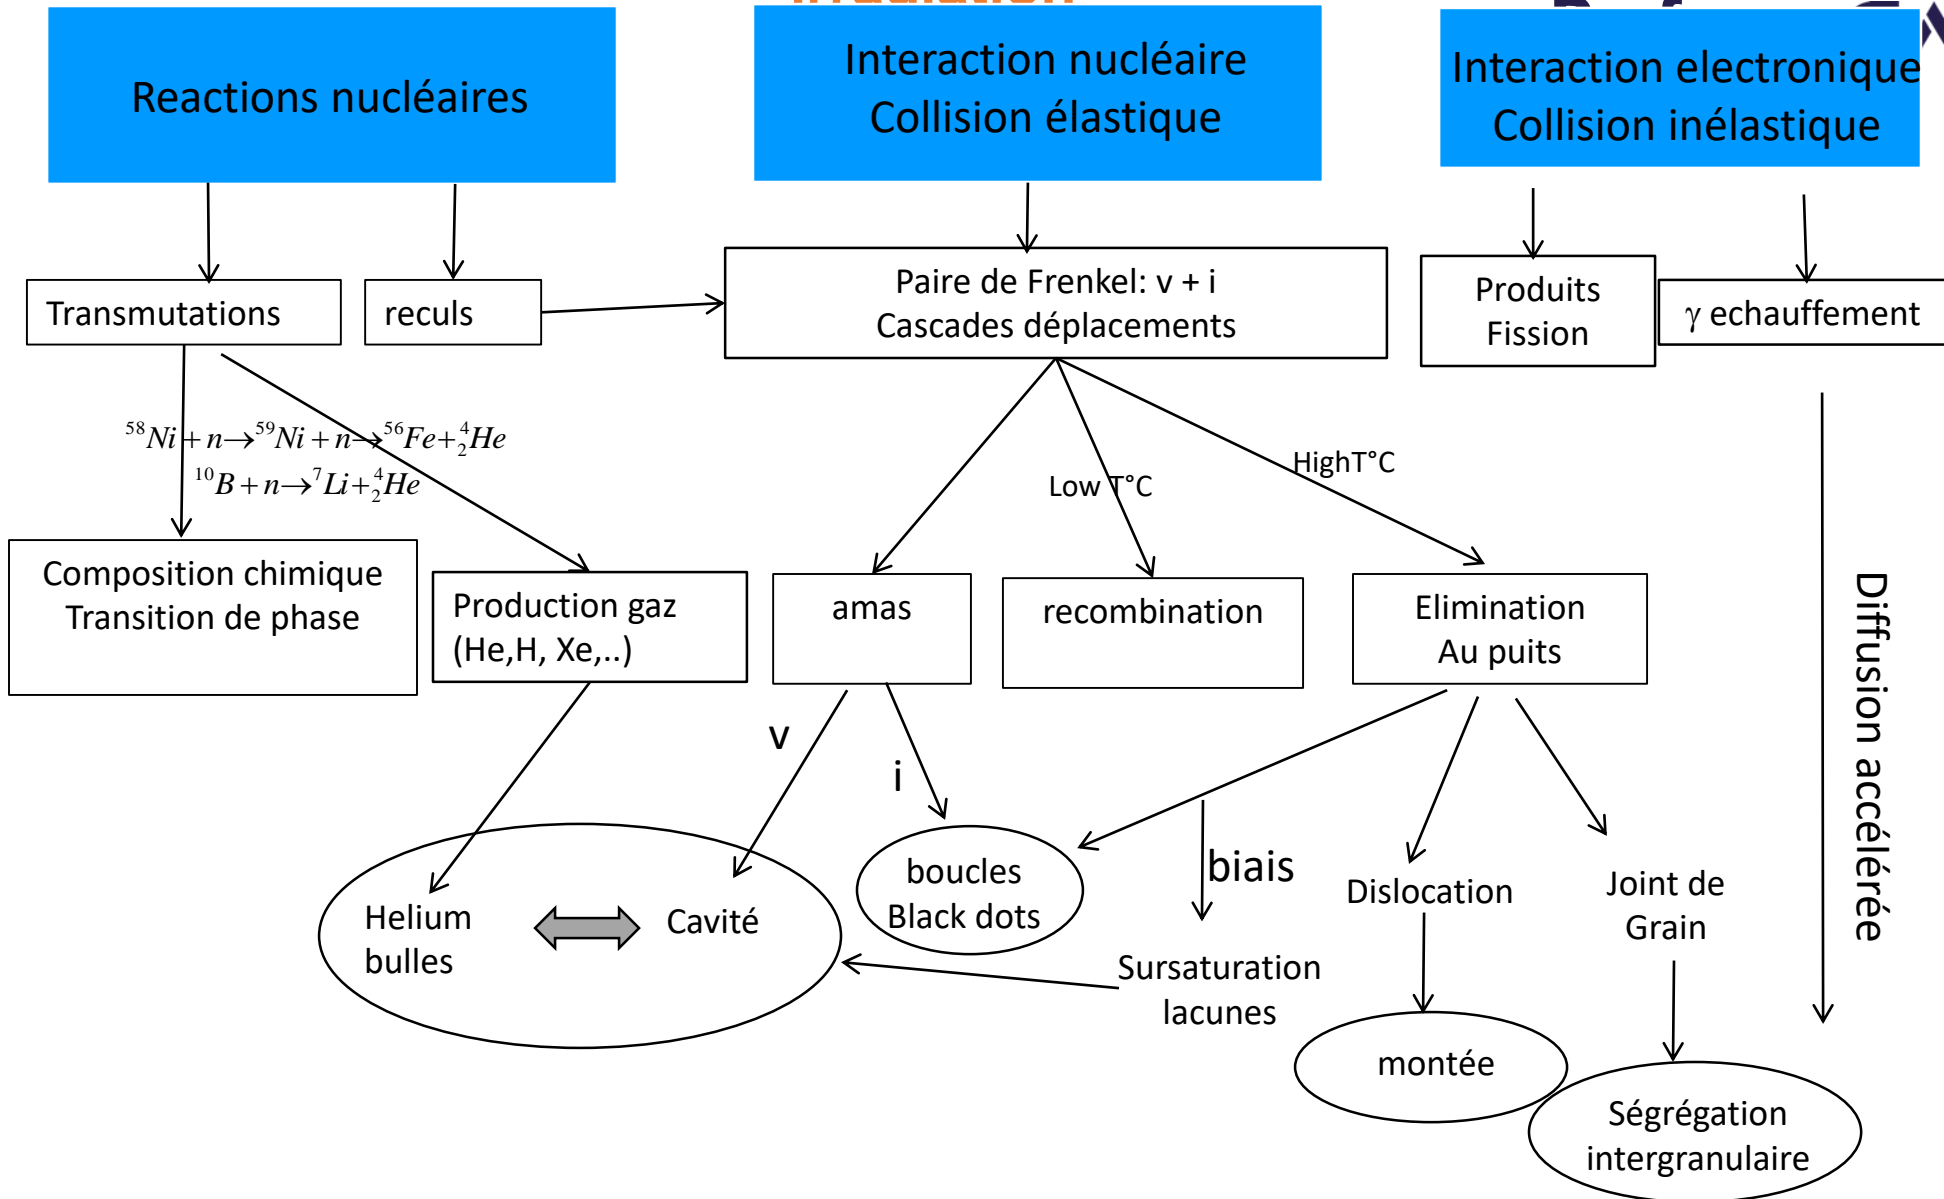 Reactions nucléaires
Interaction nucléaire
Collision élastique
Interaction electronique
Collision inélastique
Transmutations
reculs
Paire de Frenkel: v + i
Cascades déplacements
Produits
Fission
γ echauffement
⁵⁸Ni + n → ⁵⁹Ni + n → ⁵⁶Fe + ⁴₂He
¹⁰B + n → ⁷Li + ⁴₂He
Low T°C
HighT°C
Composition chimique
Transition de phase
Production gaz
(He,H, Xe,..)
amas
recombination
Elimination
Au puits
Diffusion accélérée
v
i
biais
Helium
bulles
Cavité
boucles
Black dots
Sursaturation
lacunes
Dislocation
Joint de
Grain
montée
Ségrégation
intergranulaire